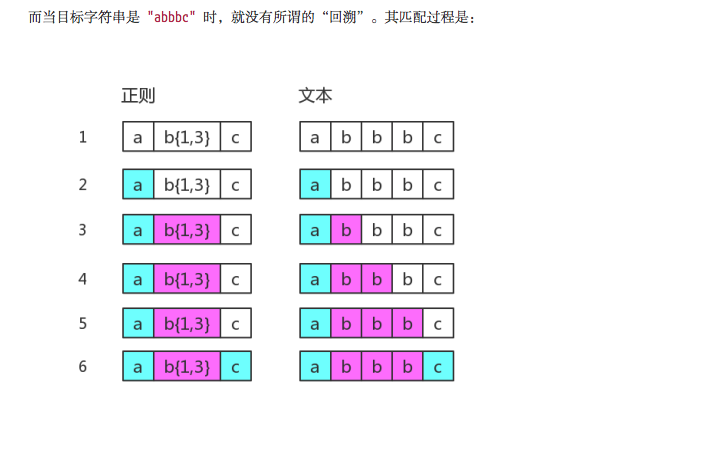 而当目标字符串是 "abbbc" 时，就没有所谓的“回溯”。其匹配过程是：
正则 文本
1 a b{1,3} c a b b b c
2 a b{1,3} c a b b b c
3 a b{1,3} c a b b b c
4 a b{1,3} c a b b b c
5 a b{1,3} c a b b b c
6 a b{1,3} c a b b b c